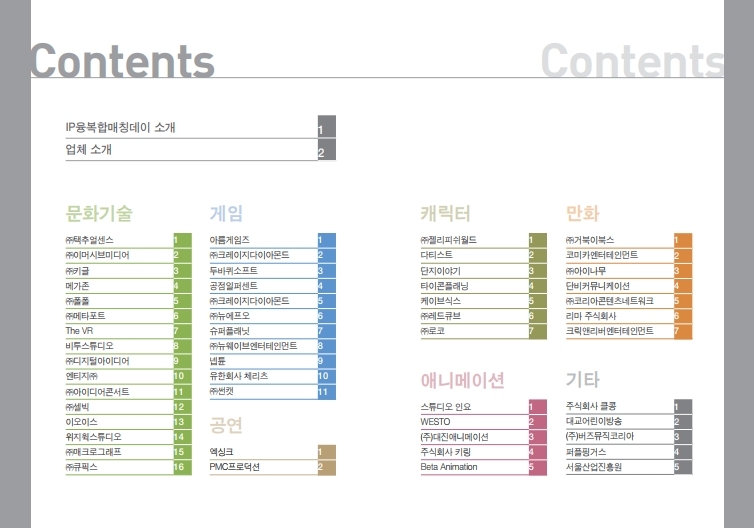 Contents
Contents
IP융복합매칭데이 소개 1
업체 소개 2
문화기술
㈜택추얼센스 1
㈜이머시브미디어 2
㈜키글 3
메가존 4
㈜폴폴 5
㈜메타포트 6
The VR 7
비투스튜디오 8
㈜디지털아이디어 9
엔티지㈜ 10
㈜아이디어콘서트 11
㈜셀빅 12
이오이스 13
위지웍스튜디오 14
㈜매크로그래프 15
㈜큐픽스 16
게임
아름게임즈 1
㈜크레이지다이아몬드 2
두바퀴소프트 3
공점일퍼센트 4
㈜크레이지다이아몬드 5
㈜뉴에프오 6
슈퍼플래닛 7
㈜뉴웨이브엔터테인먼트 8
넵튠 9
유한회사 체리츠 10
㈜썬캣 11
공연
엑싱크 1
PMC프로덕션 2
캐릭터
㈜젤리피쉬월드 1
다티스트 2
단지이야기 3
타이콘플래닝 4
케이브식스 5
㈜레드큐브 6
㈜로코 7
애니메이션
스튜디오 인요 1
WESTO 2
(주)대진애니메이션 3
주식회사 키링 4
Beta Animation 5
만화
㈜거북이북스 1
코미카엔터테인먼트 2
㈜아이나무 3
단비커뮤니케이션 4
㈜코리아콘텐츠네트워크 5
리마 주식회사 6
크릭앤리버엔터테인먼트 7
기타
주식회사 클콩 1
대교어린이방송 2
(주)버즈뮤직코리아 3
퍼플핑거스 4
서울산업진흥원 5